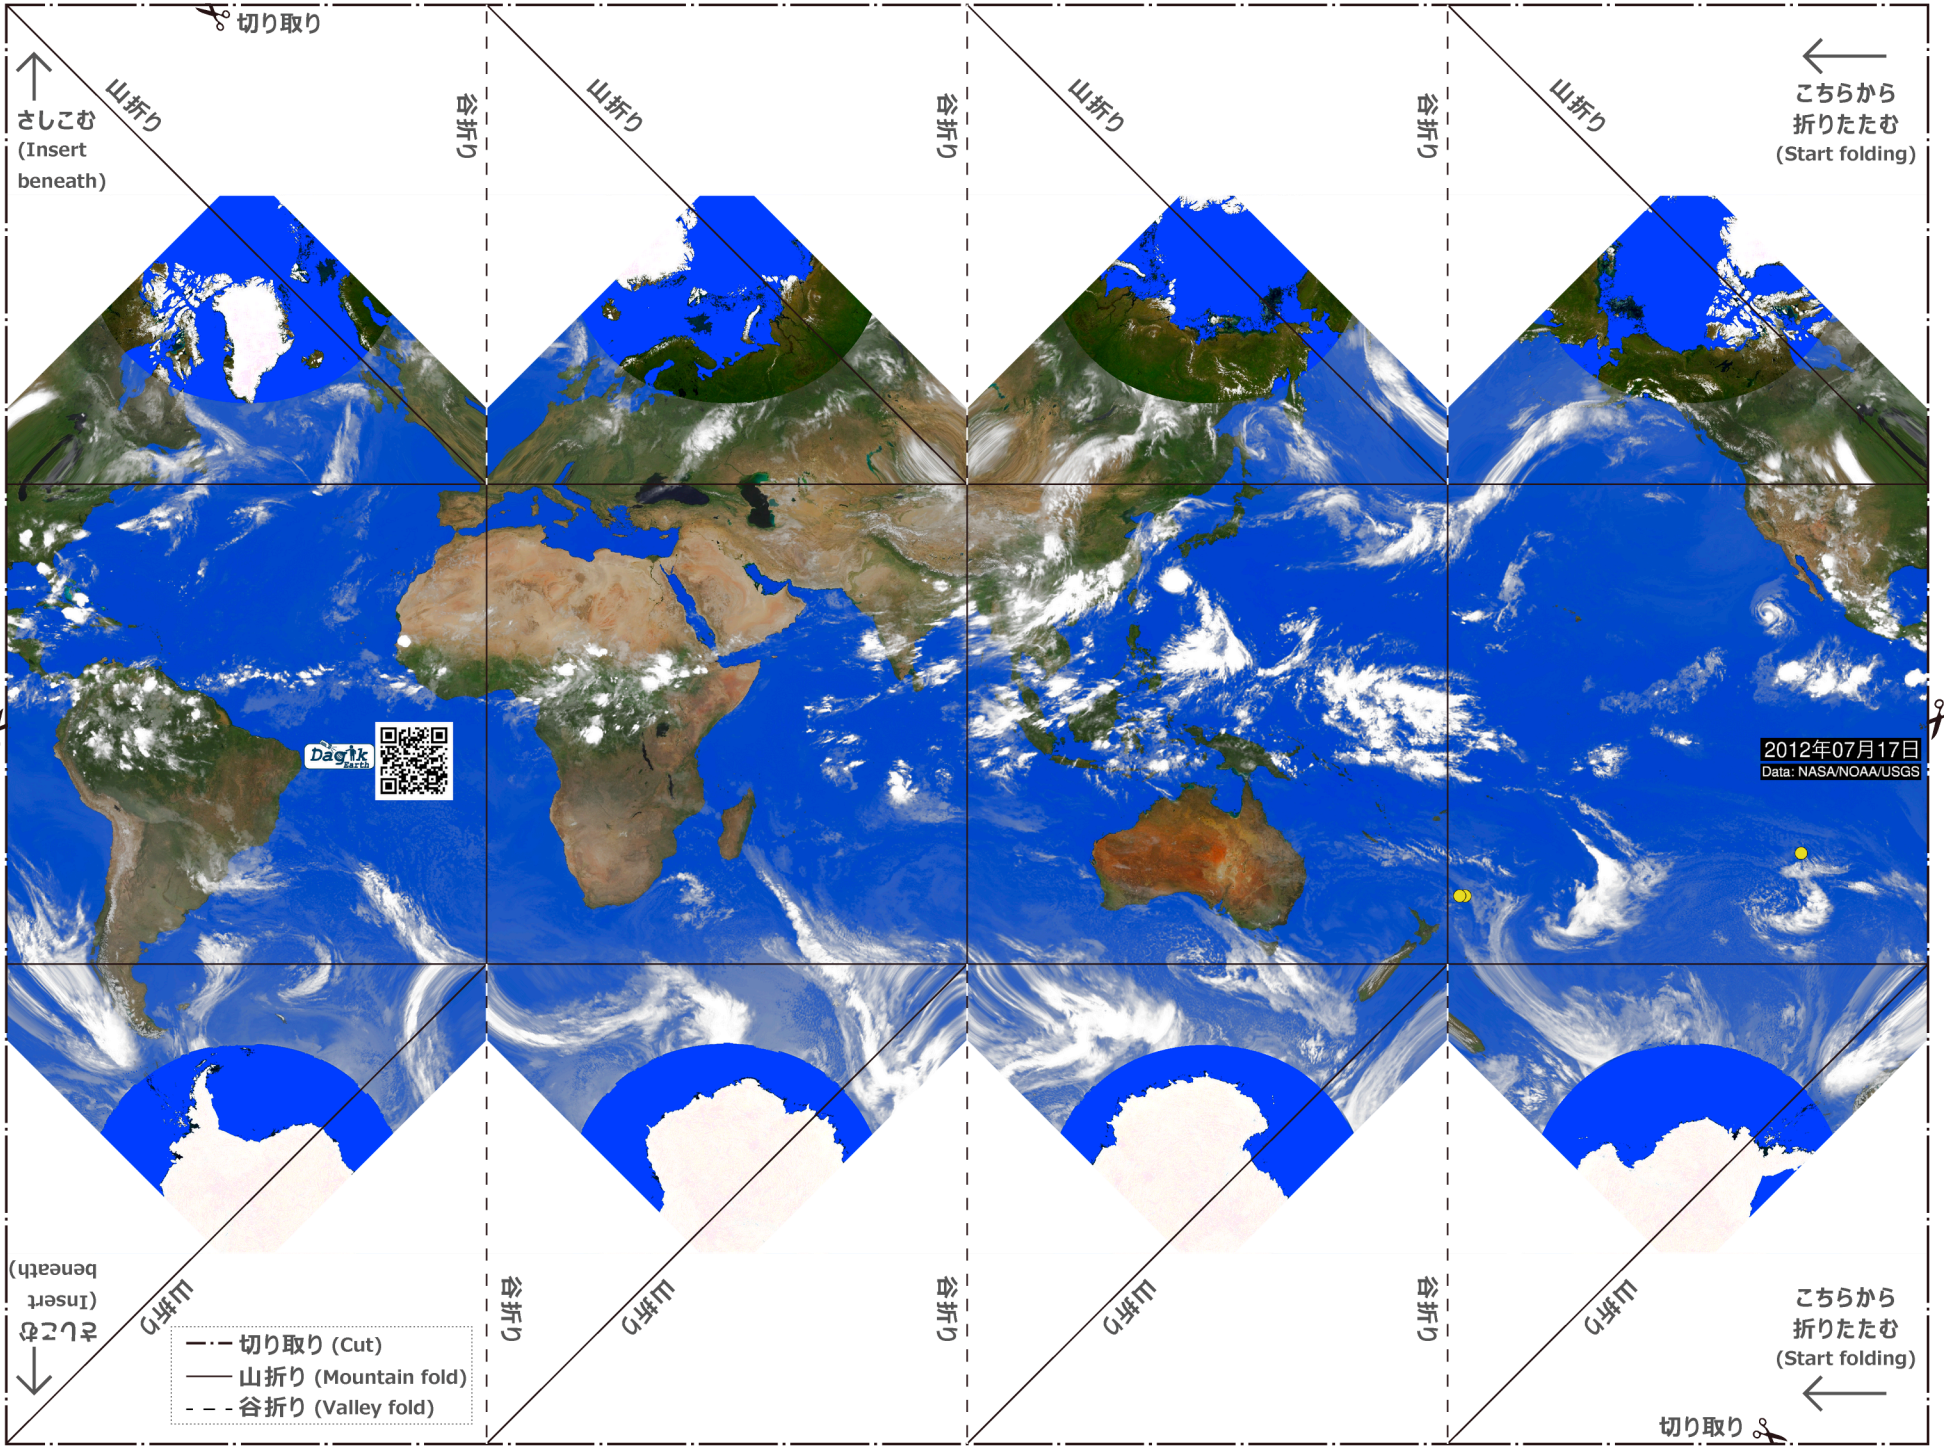 切り取り
山折り
谷折り
山折り
谷折り
山折り
谷折り
山折り
さしこむ
(Insert
beneath)
こちらから
折りたたむ
(Start folding)
Dagik
Earth
2012年07月17日
Data: NASA/NOAA/USGS
さしこむ
(Insert
beneath)
山折り
谷折り
山折り
谷折り
山折り
谷折り
山折り
切り取り (Cut)
山折り (Mountain fold)
谷折り (Valley fold)
こちらから
折りたたむ
(Start folding)
切り取り